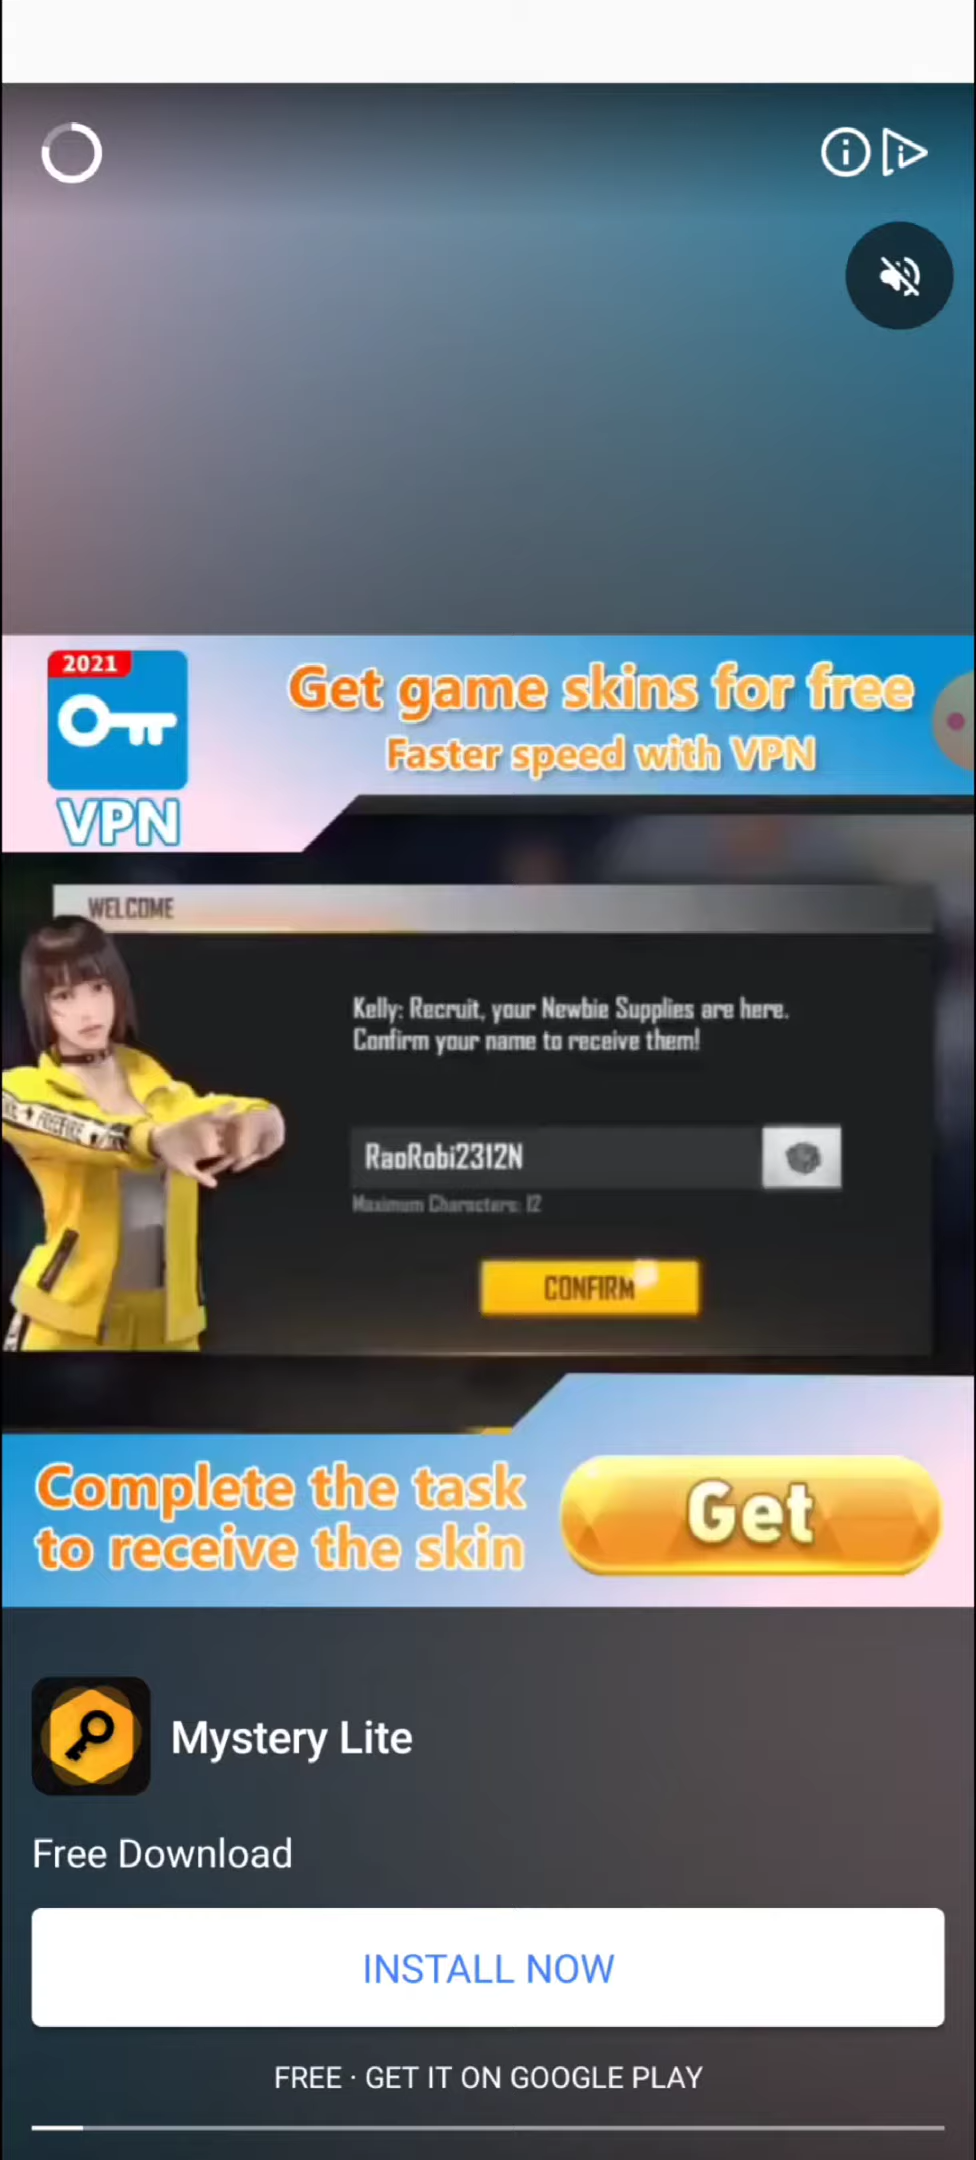 2021
VPN
Get game skins for free
Faster speed with VPN
WELCOME
Kelly: Recruit, your Newbie Supplies are here.
Confirm your name to receive them!
FREEFIRE
RaoRobi2312N
Maximum Characters: 12
CONFIRM
Complete the task
to receive the skin
Get
Mystery Lite
Free Download
INSTALL NOW
FREE · GET IT ON GOOGLE PLAY